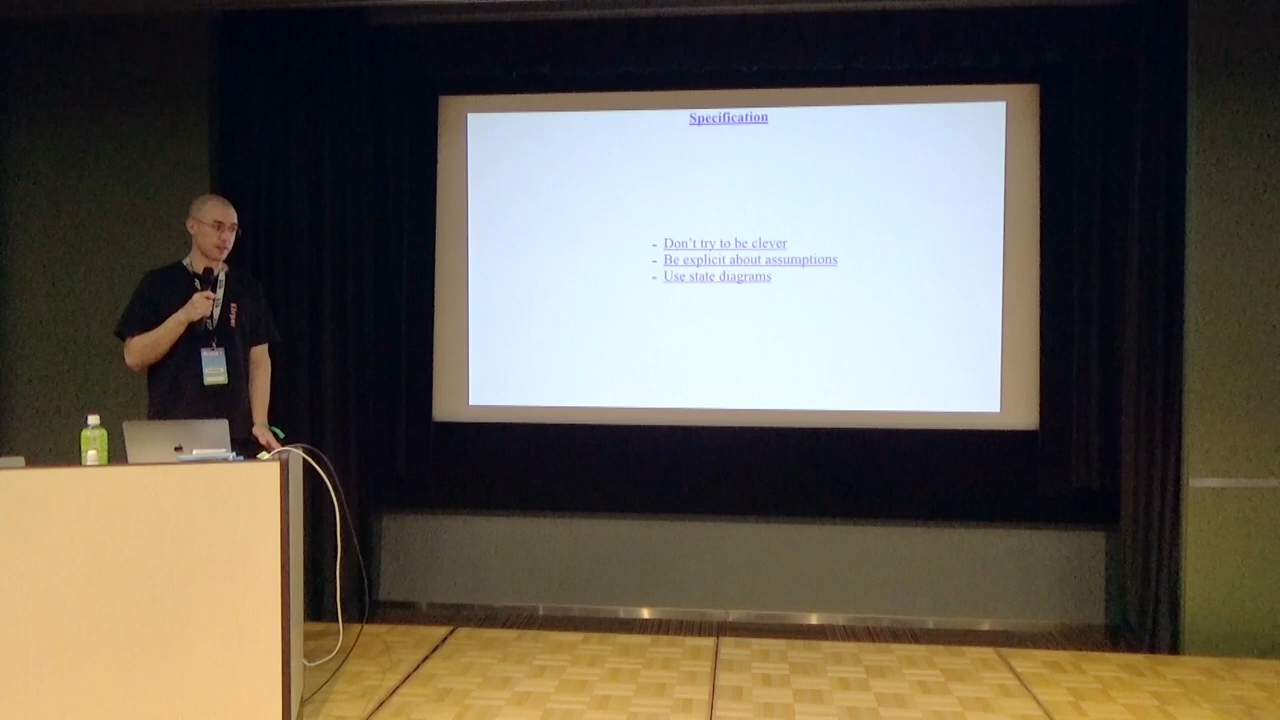 Specification
- Don't try to be clever
- Be explicit about assumptions
- Use state diagrams